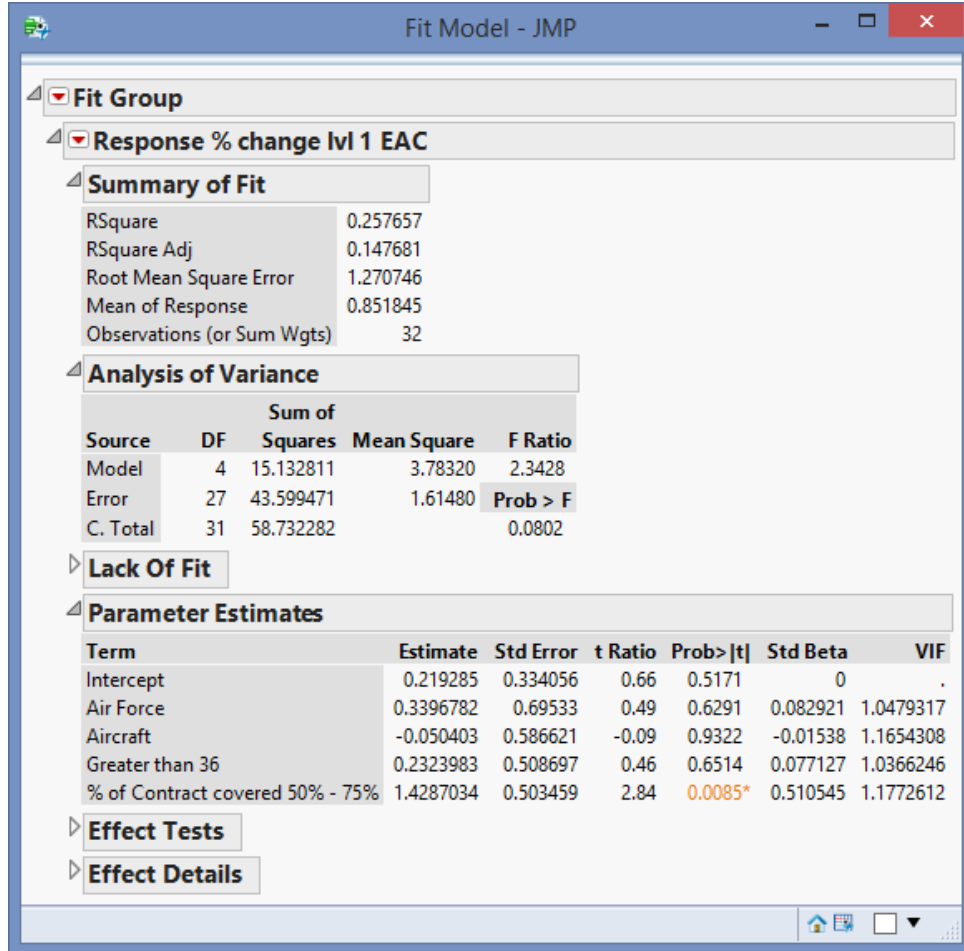 Fit Model - JMP
Fit Group
Response % change lvl 1 EAC
Summary of Fit
RSquare 0.257657
RSquare Adj 0.147681
Root Mean Square Error 1.270746
Mean of Response 0.851845
Observations (or Sum Wgts) 32
Analysis of Variance
Sum of
Source DF Squares Mean Square F Ratio
Model 4 15.132811 3.78320 2.3428
Error 27 43.599471 1.61480 Prob > F
C. Total 31 58.732282 0.0802
Lack Of Fit
Parameter Estimates
Term Estimate Std Error t Ratio Prob>|t| Std Beta VIF
Intercept 0.219285 0.334056 0.66 0.5171 0 .
Air Force 0.3396782 0.69533 0.49 0.6291 0.082921 1.0479317
Aircraft -0.050403 0.586621 -0.09 0.9322 -0.01538 1.1654308
Greater than 36 0.2323983 0.508697 0.46 0.6514 0.077127 1.0366246
% of Contract covered 50% - 75% 1.4287034 0.503459 2.84 0.0085* 0.510545 1.1772612
Effect Tests
Effect Details